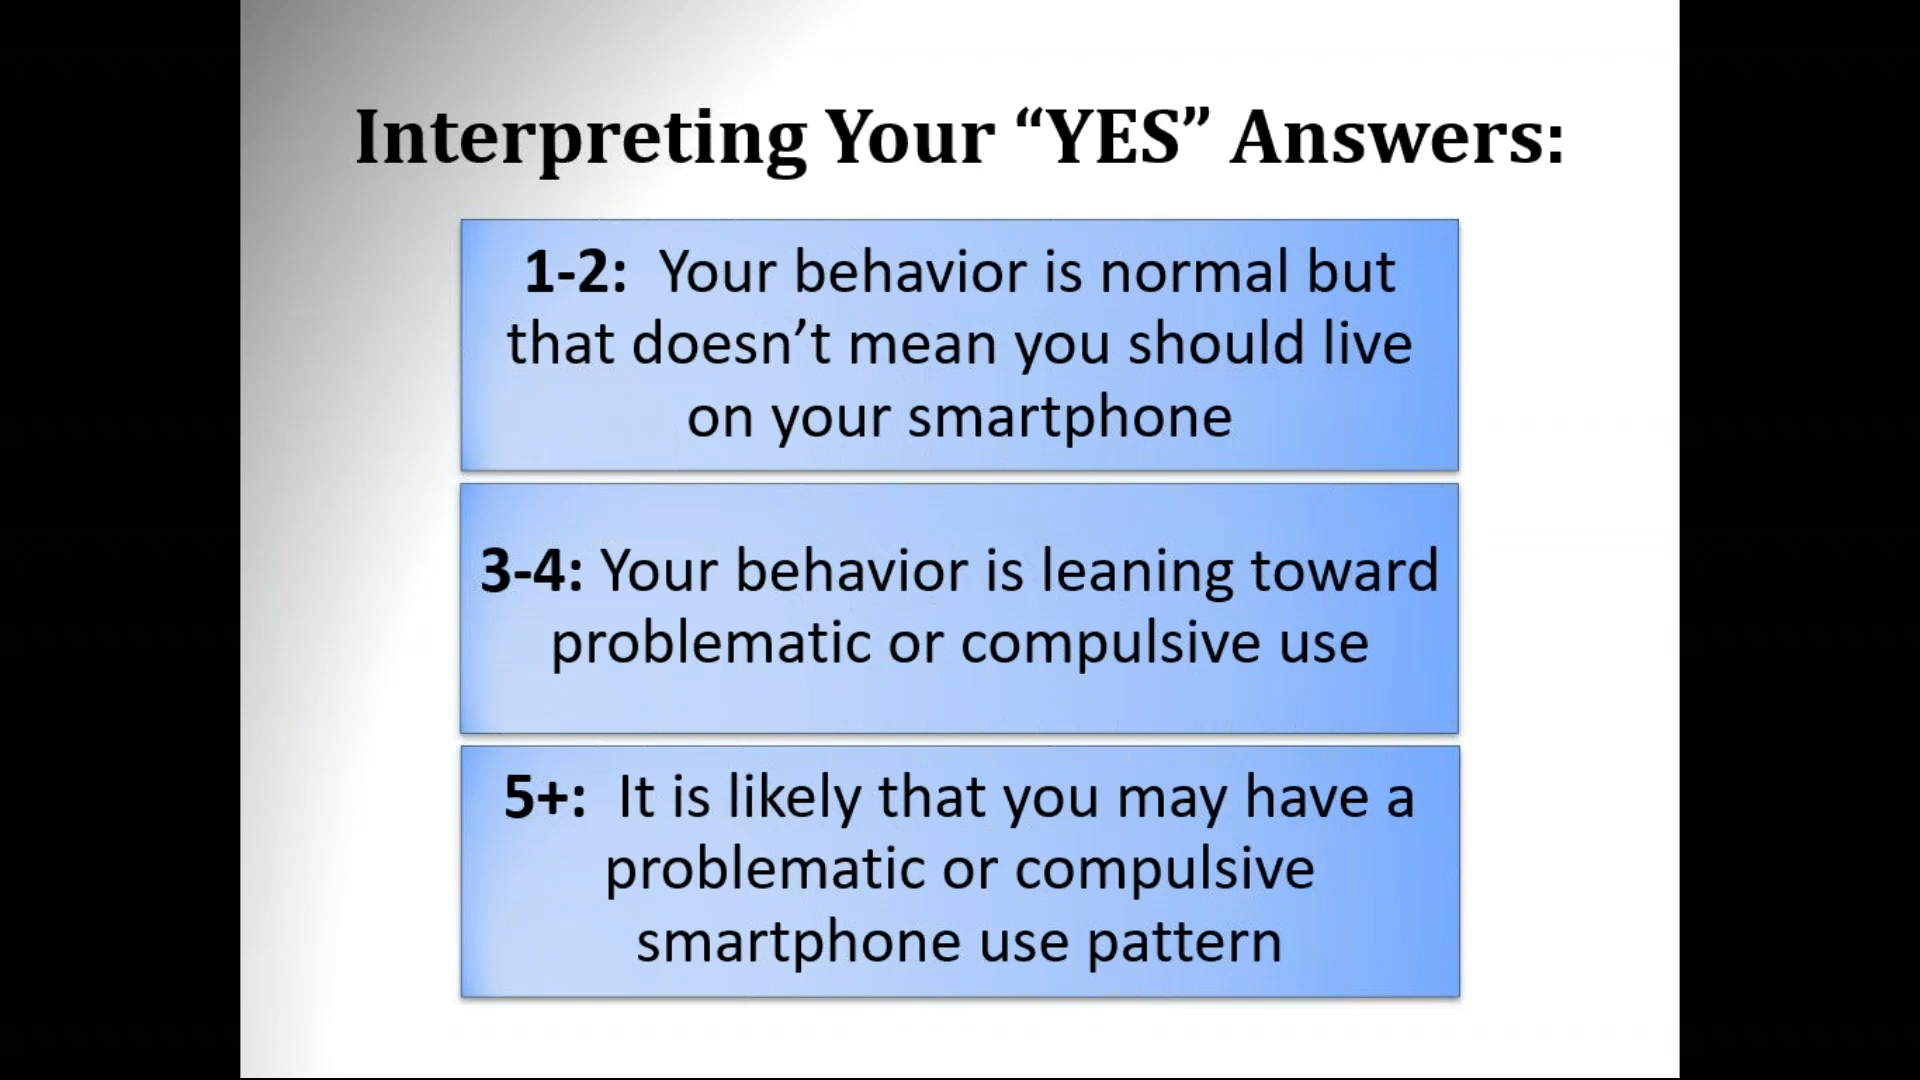 Interpreting Your “YES” Answers:
1-2:  Your behavior is normal but
that doesn’t mean you should live
on your smartphone
3-4: Your behavior is leaning toward
problematic or compulsive use
5+:  It is likely that you may have a
problematic or compulsive
smartphone use pattern